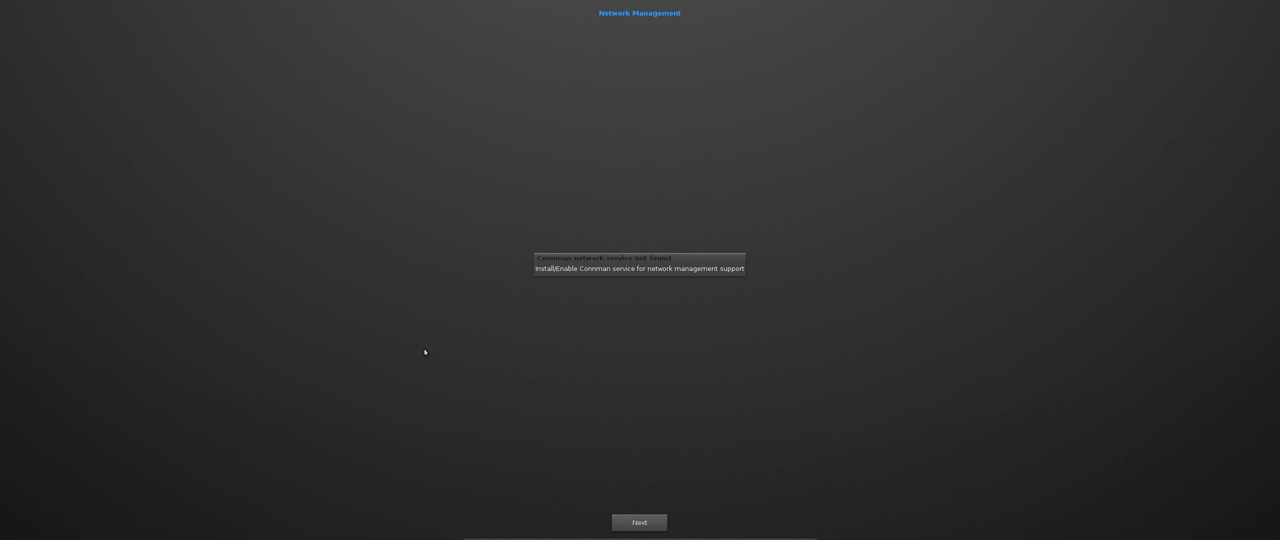 Network Management
Connman network service not found
Install/Enable Connman service for network management support
Next